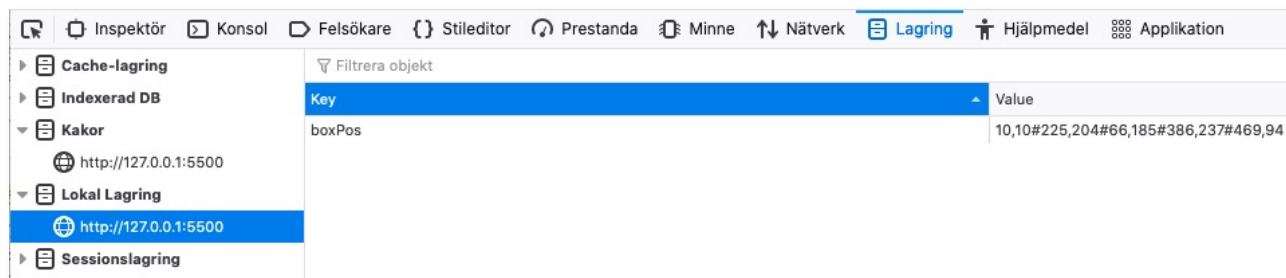 Inspektör Konsol Felsökare Stileditor Prestanda Minne Nätverk Lagring Hjälpmedel Applikation
Cache-lagring
Filtrera objekt
Indexerad DB
Key Value
Kakor
boxPos 10,10#225,204#66,185#386,237#469,94
http://127.0.0.1:5500
Lokal Lagring
http://127.0.0.1:5500
Sessionslagring